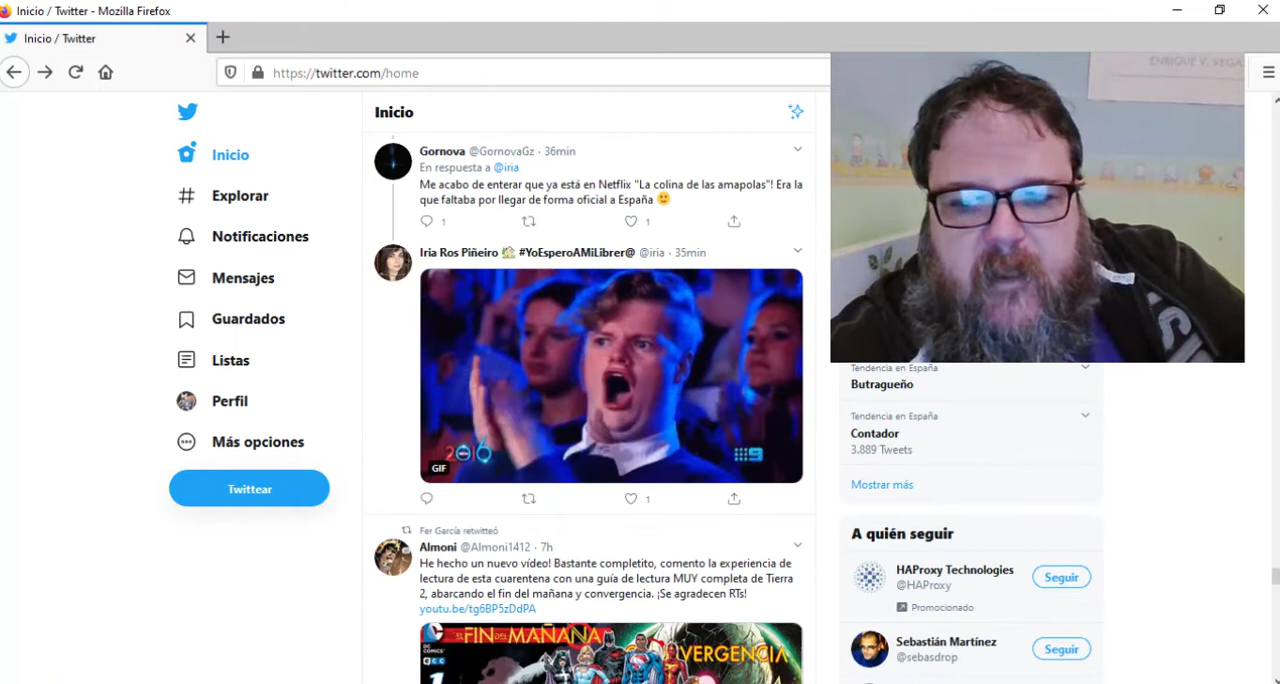 Inicio / Twitter - Mozilla Firefox
Inicio / Twitter
https://twitter.com/home
ENRIQUE V. VEGA
Inicio
Explorar
Notificaciones
Mensajes
Guardados
Listas
Perfil
Más opciones
Twittear
Inicio
Gornova @GornovaGz · 36min
En respuesta a @iria
Me acabo de enterar que ya está en Netflix "La colina de las amapolas"! Era la
que faltaba por llegar de forma oficial a España
1
1
Iria Ros Piñeiro #YoEsperoAMiLibrer@ @iria · 35min
2016
9
GIF
1
Fer García retwitteó
Almoni @Almoni1412 · 7h
He hecho un nuevo vídeo! Bastante completito, comento la experiencia de
lectura de esta cuarentena con una guía de lectura MUY completa de Tierra
2, abarcando el fin del mañana y convergencia. ¡Se agradecen RTs!
youtu.be/tg6BP5zDdPA
DC COMICS
ecc
1
EL FIN DEL MAÑANA
VERGENCIA
Tendencia en España
Butragueño
Tendencia en España
Contador
3.889 Tweets
Mostrar más
A quién seguir
HAProxy Technologies
@HAProxy
Seguir
Promocionado
Sebastián Martínez
@sebasdrop
Seguir